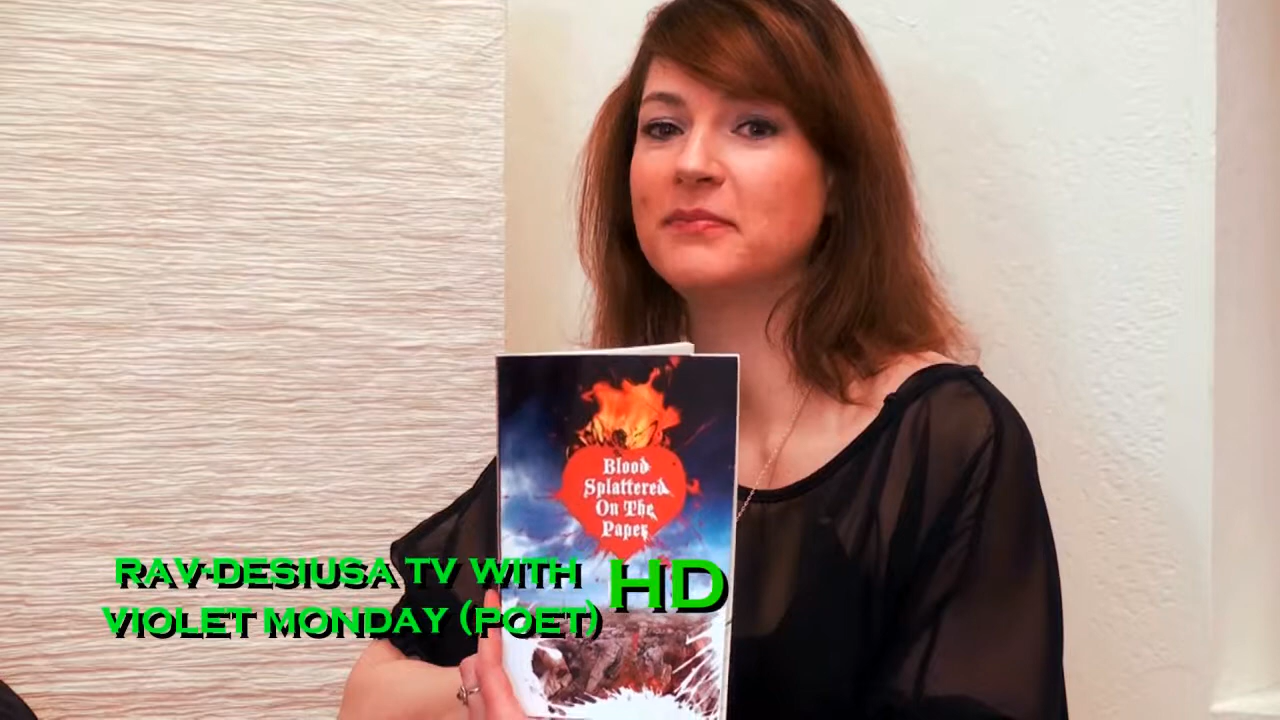 Blood
Splattered
On The
Paper
RAV-DESIUSA TV WITH
VIOLET MONDAY (POET)
HD